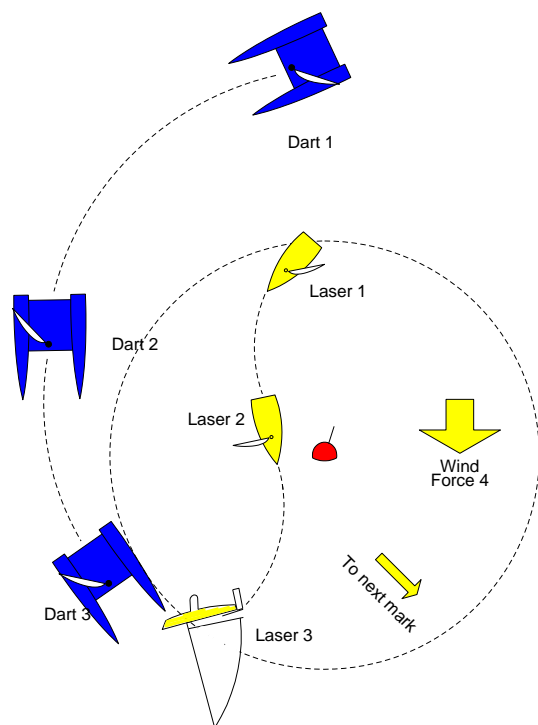 Dart 1
Laser 1
Dart 2
Laser 2
Wind
Force 4
To next mark
Dart 3
Laser 3